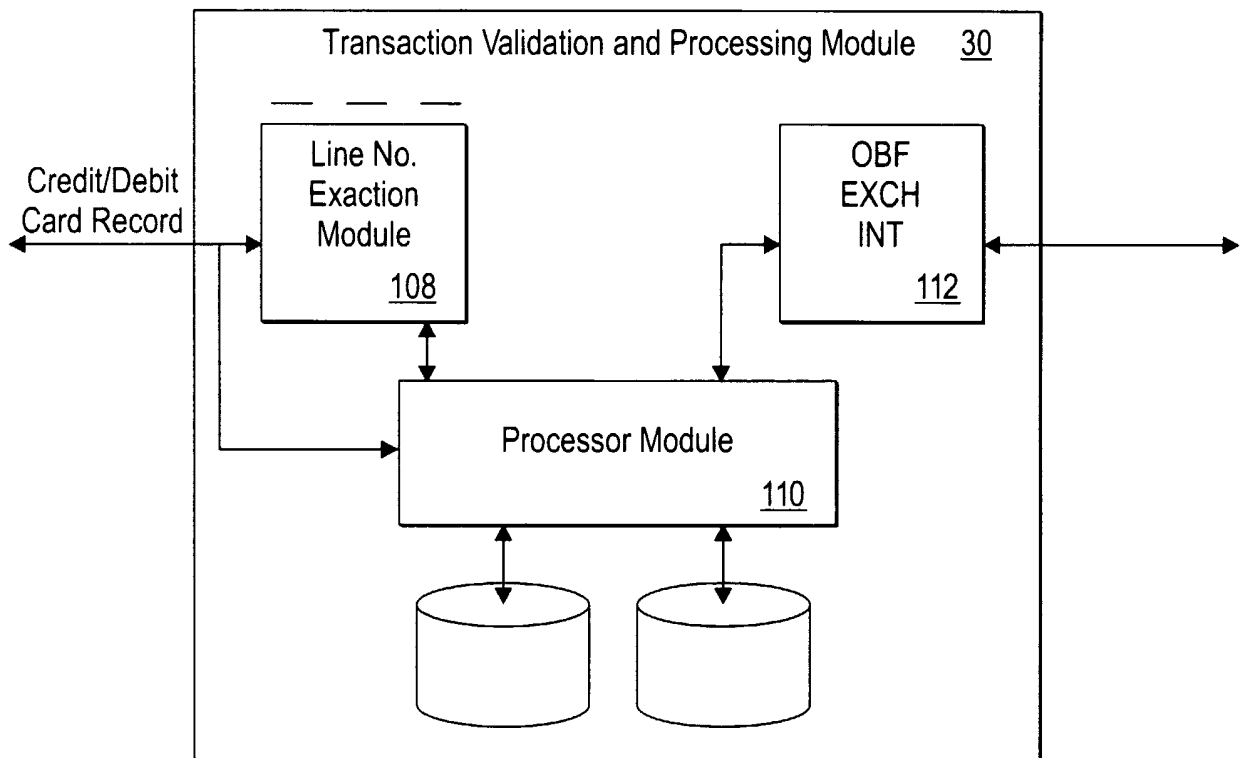 Transaction Validation and Processing Module 30
Credit/Debit
Card Record
Line No.
Exaction
Module
108
OBF
EXCH
INT
112
Processor Module
110